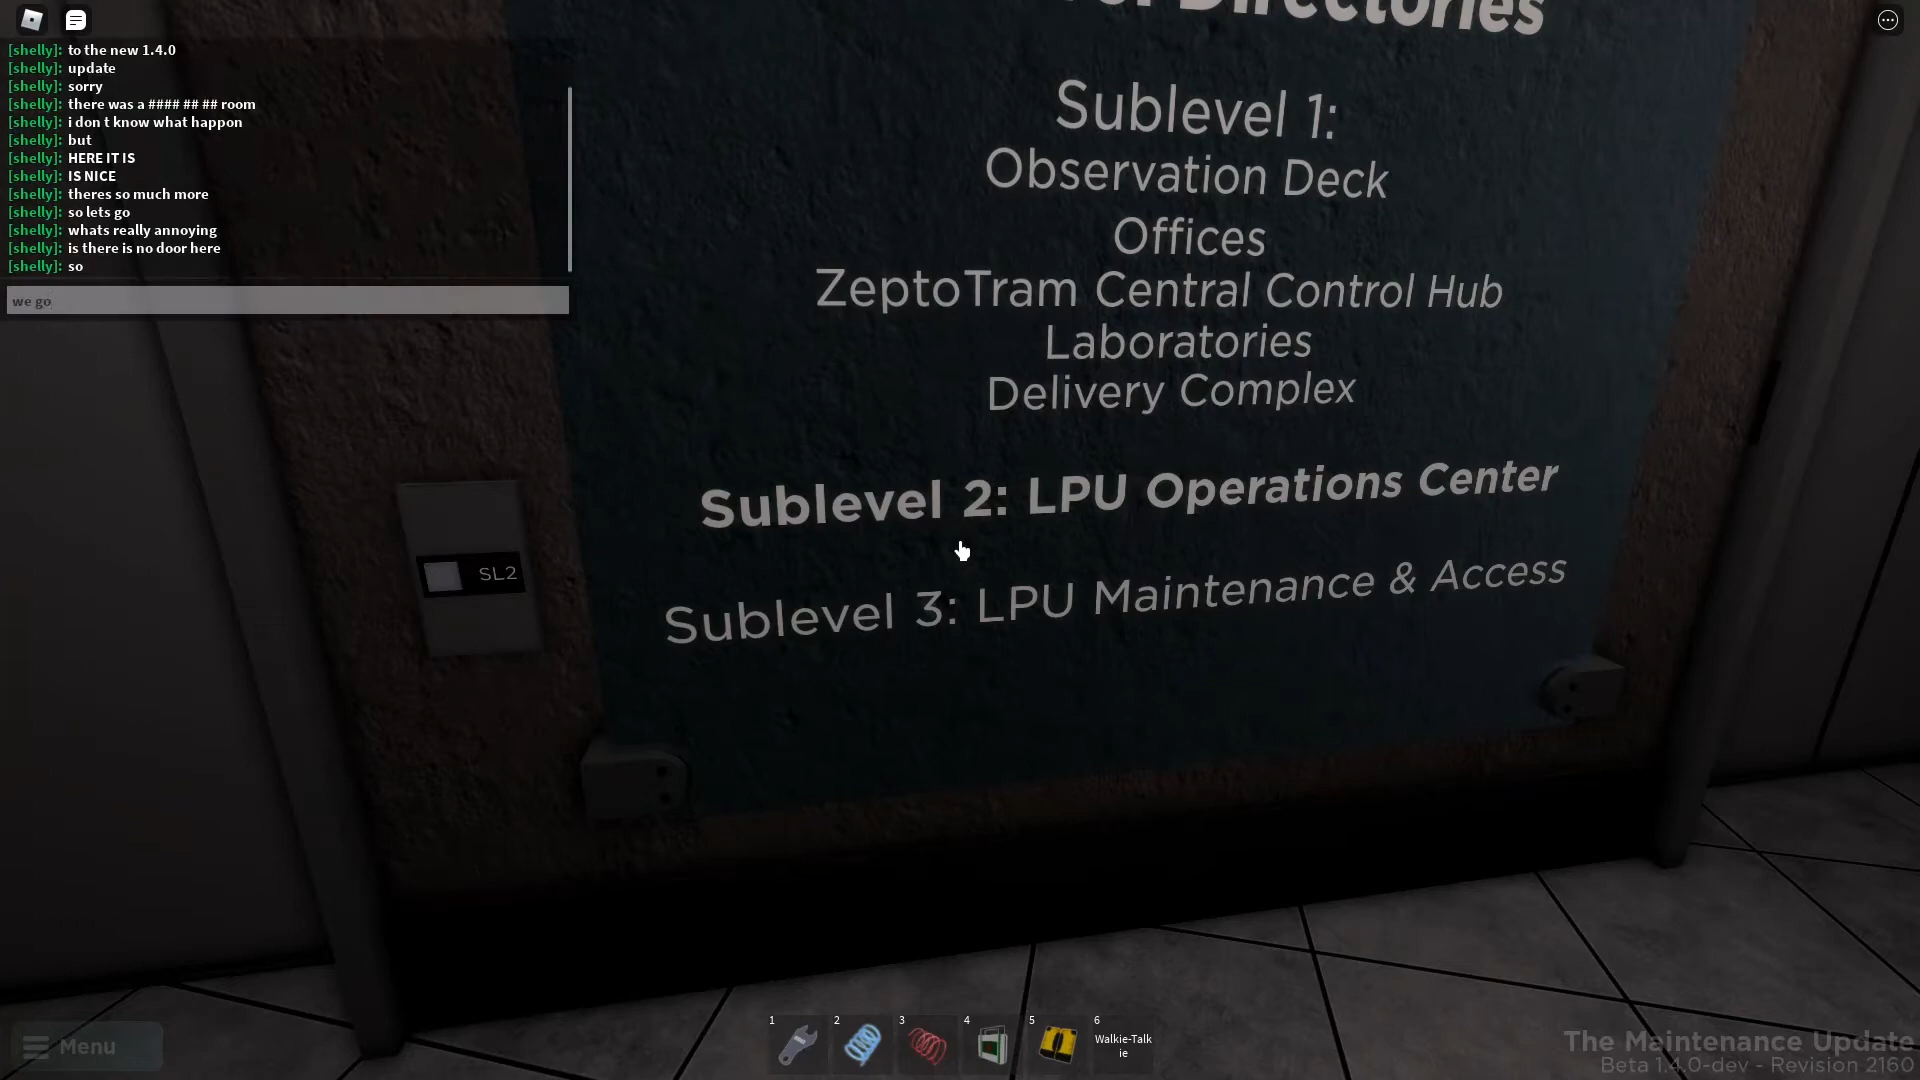 [shelly]: to the new 1.4.0
[shelly]: update
[shelly]: sorry
[shelly]: there was a #### ## ## room
[shelly]: i don t know what happon
[shelly]: but
[shelly]: HERE IT IS
[shelly]: IS NICE
[shelly]: theres so much more
[shelly]: so lets go
[shelly]: whats really annoying
[shelly]: is there is no door here
[shelly]: so
we go
Directories
Sublevel 1:
Observation Deck
Offices
ZeptoTram Central Control Hub
Laboratories
Delivery Complex
Sublevel 2: LPU Operations Center
SL2
Sublevel 3: LPU Maintenance & Access
Menu
1 2 3 4 5 6
Walkie-Talk
ie
The Maintenance Update
Beta 1.4.0-dev - Revision 2160